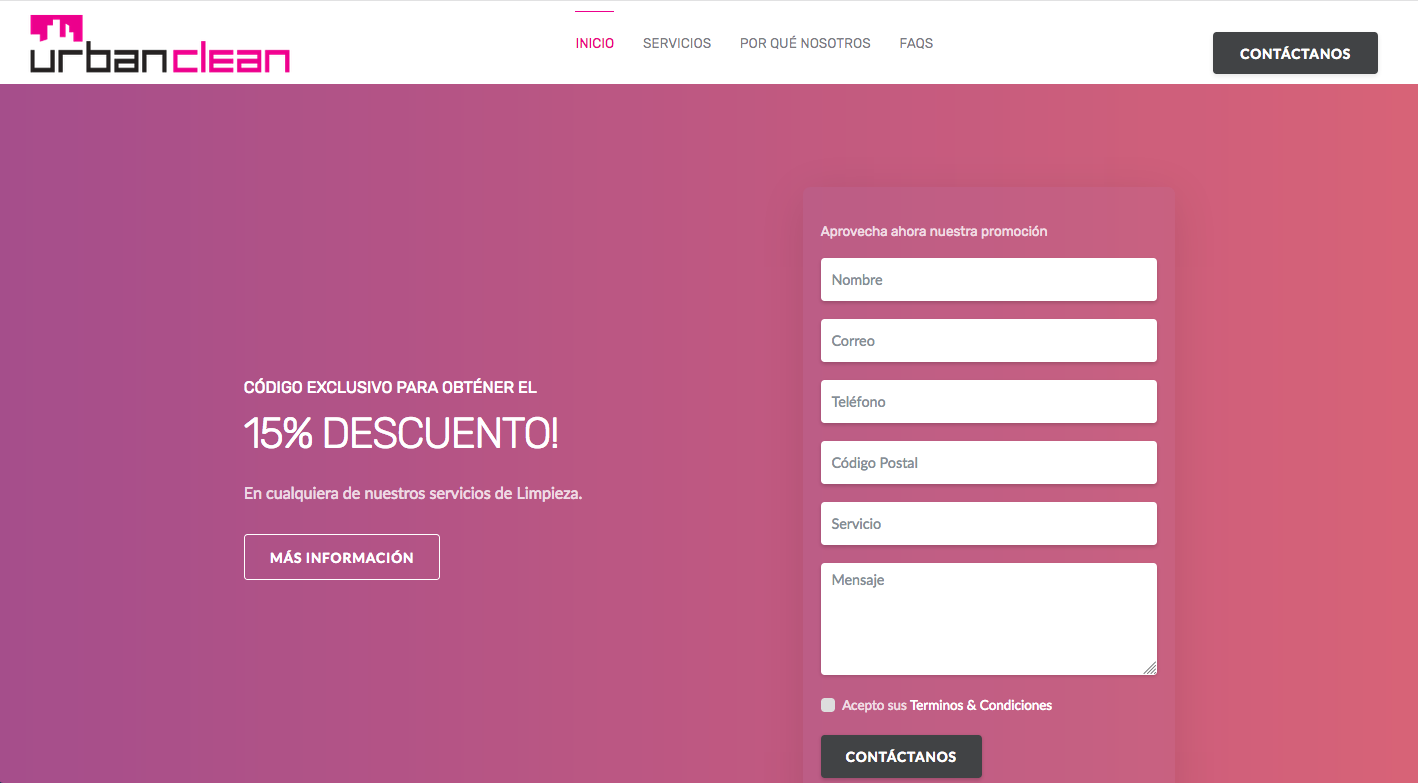 urbanclean
INICIO SERVICIOS POR QUÉ NOSOTROS FAQS
CONTÁCTANOS
CÓDIGO EXCLUSIVO PARA OBTÉNER EL
15% DESCUENTO!
En cualquiera de nuestros servicios de Limpieza.
MÁS INFORMACIÓN
Aprovecha ahora nuestra promoción
Nombre
Correo
Teléfono
Código Postal
Servicio
Mensaje
Acepto sus Terminos & Condiciones
CONTÁCTANOS